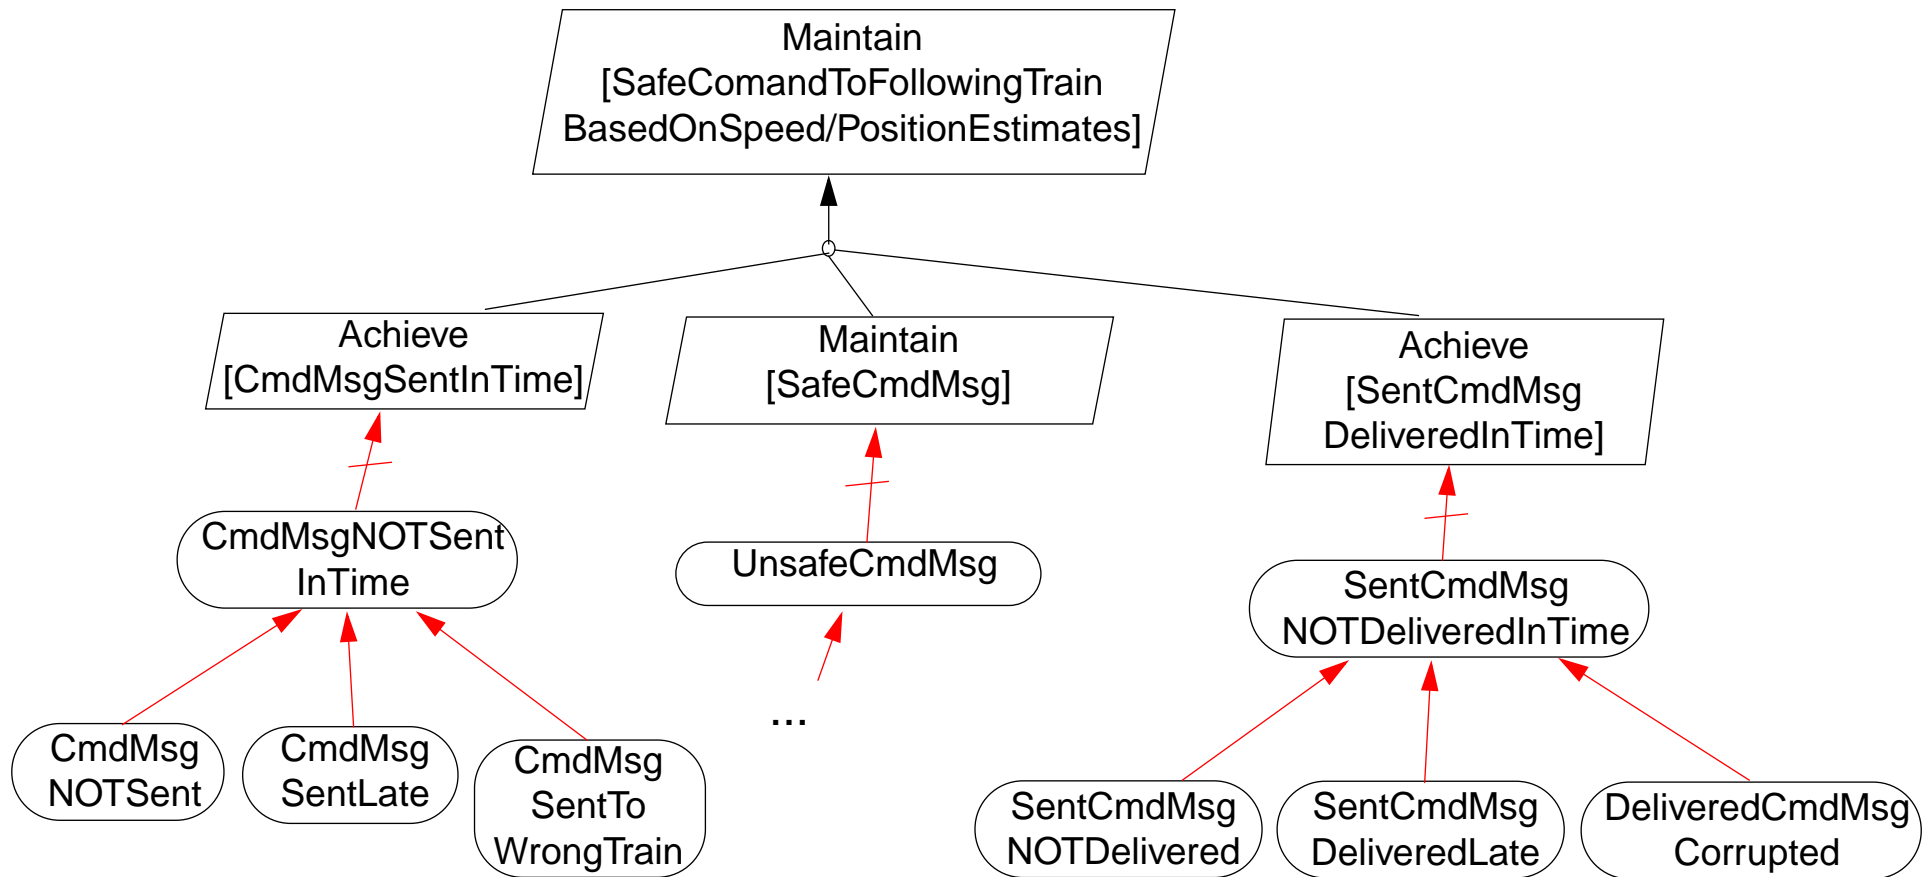 Maintain
[SafeComandToFollowingTrain
BasedOnSpeed/PositionEstimates]
Achieve
[CmdMsgSentInTime]
Maintain
[SafeCmdMsg]
Achieve
[SentCmdMsg
DeliveredInTime]
CmdMsgNOTSent
InTime
UnsafeCmdMsg
SentCmdMsg
NOTDeliveredInTime
CmdMsg
NOTSent
CmdMsg
SentLate
CmdMsg
SentTo
WrongTrain
...
SentCmdMsg
NOTDelivered
SentCmdMsg
DeliveredLate
DeliveredCmdMsg
Corrupted